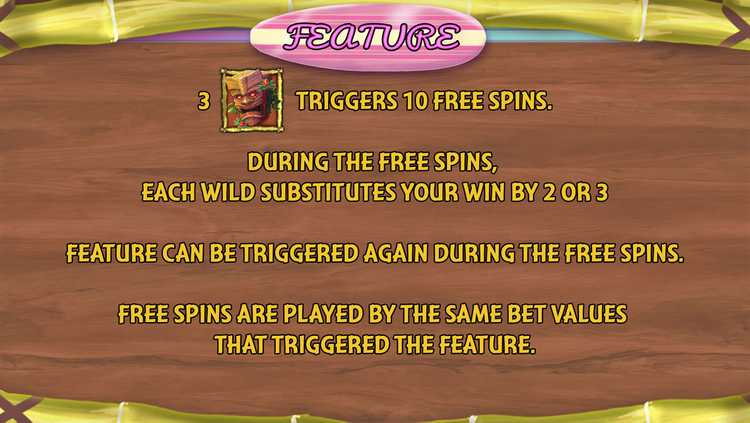 FEATURE
3 TRIGGERS 10 FREE SPINS.
DURING THE FREE SPINS,
EACH WILD SUBSTITUTES YOUR WIN BY 2 OR 3
FEATURE CAN BE TRIGGERED AGAIN DURING THE FREE SPINS.
FREE SPINS ARE PLAYED BY THE SAME BET VALUES
THAT TRIGGERED THE FEATURE.